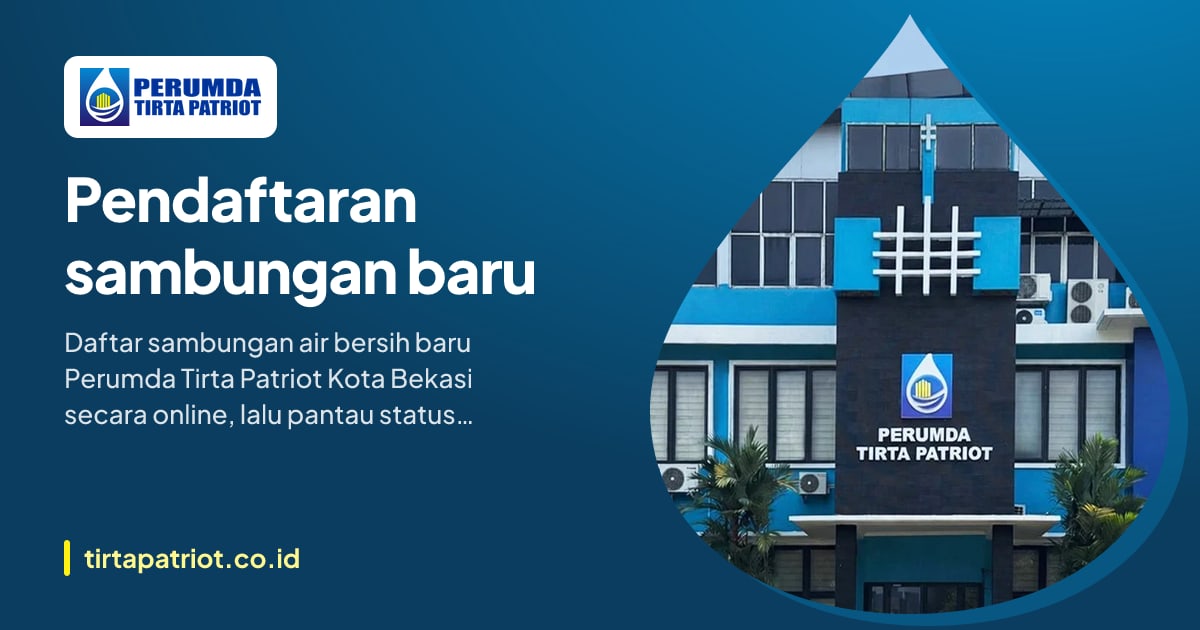 PERUMDA
TIRTA PATRIOT
Pendaftaran
sambungan baru
Daftar sambungan air bersih baru
Perumda Tirta Patriot Kota Bekasi
secara online, lalu pantau status…
tirtapatriot.co.id
PERUMDA
TIRTA PATRIOT